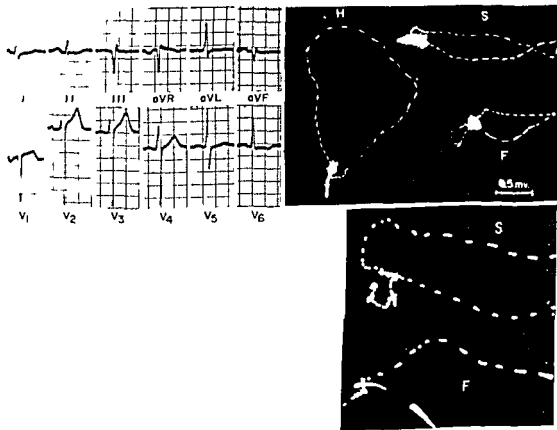 H
S
I II III aVR aVL aVF
F
0.5 mv.
V1 V2 V3 V4 V5 V6
S
F